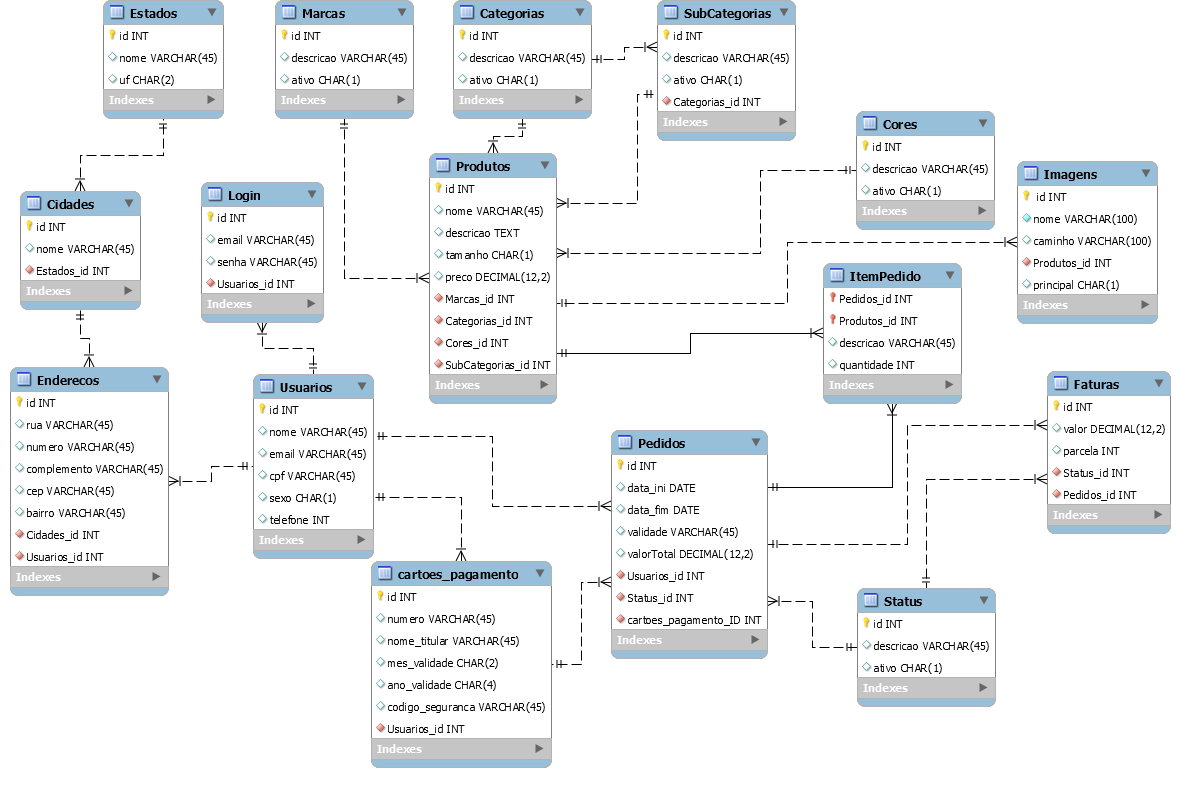 Estados
id INT
nome VARCHAR(45)
uf CHAR(2)
Indexes
Marcas
id INT
descricao VARCHAR(45)
ativo CHAR(1)
Indexes
Categorias
id INT
descricao VARCHAR(45)
ativo CHAR(1)
Indexes
SubCategorias
id INT
descricao VARCHAR(45)
ativo CHAR(1)
Categorias_id INT
Indexes
Cores
id INT
descricao VARCHAR(45)
ativo CHAR(1)
Indexes
Imagens
id INT
nome VARCHAR(100)
caminho VARCHAR(100)
Produtos_id INT
principal CHAR(1)
Indexes
Produtos
id INT
nome VARCHAR(45)
descricao TEXT
tamanho CHAR(1)
preco DECIMAL(12,2)
Marcas_id INT
Categorias_id INT
Cores_id INT
SubCategorias_id INT
Indexes
Cidades
id INT
nome VARCHAR(45)
Estados_id INT
Indexes
Login
id INT
email VARCHAR(45)
senha VARCHAR(45)
Usuarios_id INT
Indexes
ItemPedido
Pedidos_id INT
Produtos_id INT
descricao VARCHAR(45)
quantidade INT
Indexes
Enderecos
id INT
rua VARCHAR(45)
numero VARCHAR(45)
complemento VARCHAR(45)
cep VARCHAR(45)
bairro VARCHAR(45)
Cidades_id INT
Usuarios_id INT
Indexes
Usuarios
id INT
nome VARCHAR(45)
email VARCHAR(45)
cpf VARCHAR(45)
sexo CHAR(1)
telefone INT
Indexes
Pedidos
id INT
data_ini DATE
data_fim DATE
validade VARCHAR(45)
valorTotal DECIMAL(12,2)
Usuarios_id INT
Status_id INT
cartoes_pagamento_ID INT
Indexes
Faturas
id INT
valor DECIMAL(12,2)
parcela INT
Status_id INT
Pedidos_id INT
Indexes
cartoes_pagamento
id INT
numero VARCHAR(45)
nome_titular VARCHAR(45)
mes_validade CHAR(2)
ano_validade CHAR(4)
codigo_seguranca VARCHAR(45)
Usuarios_id INT
Indexes
Status
id INT
descricao VARCHAR(45)
ativo CHAR(1)
Indexes